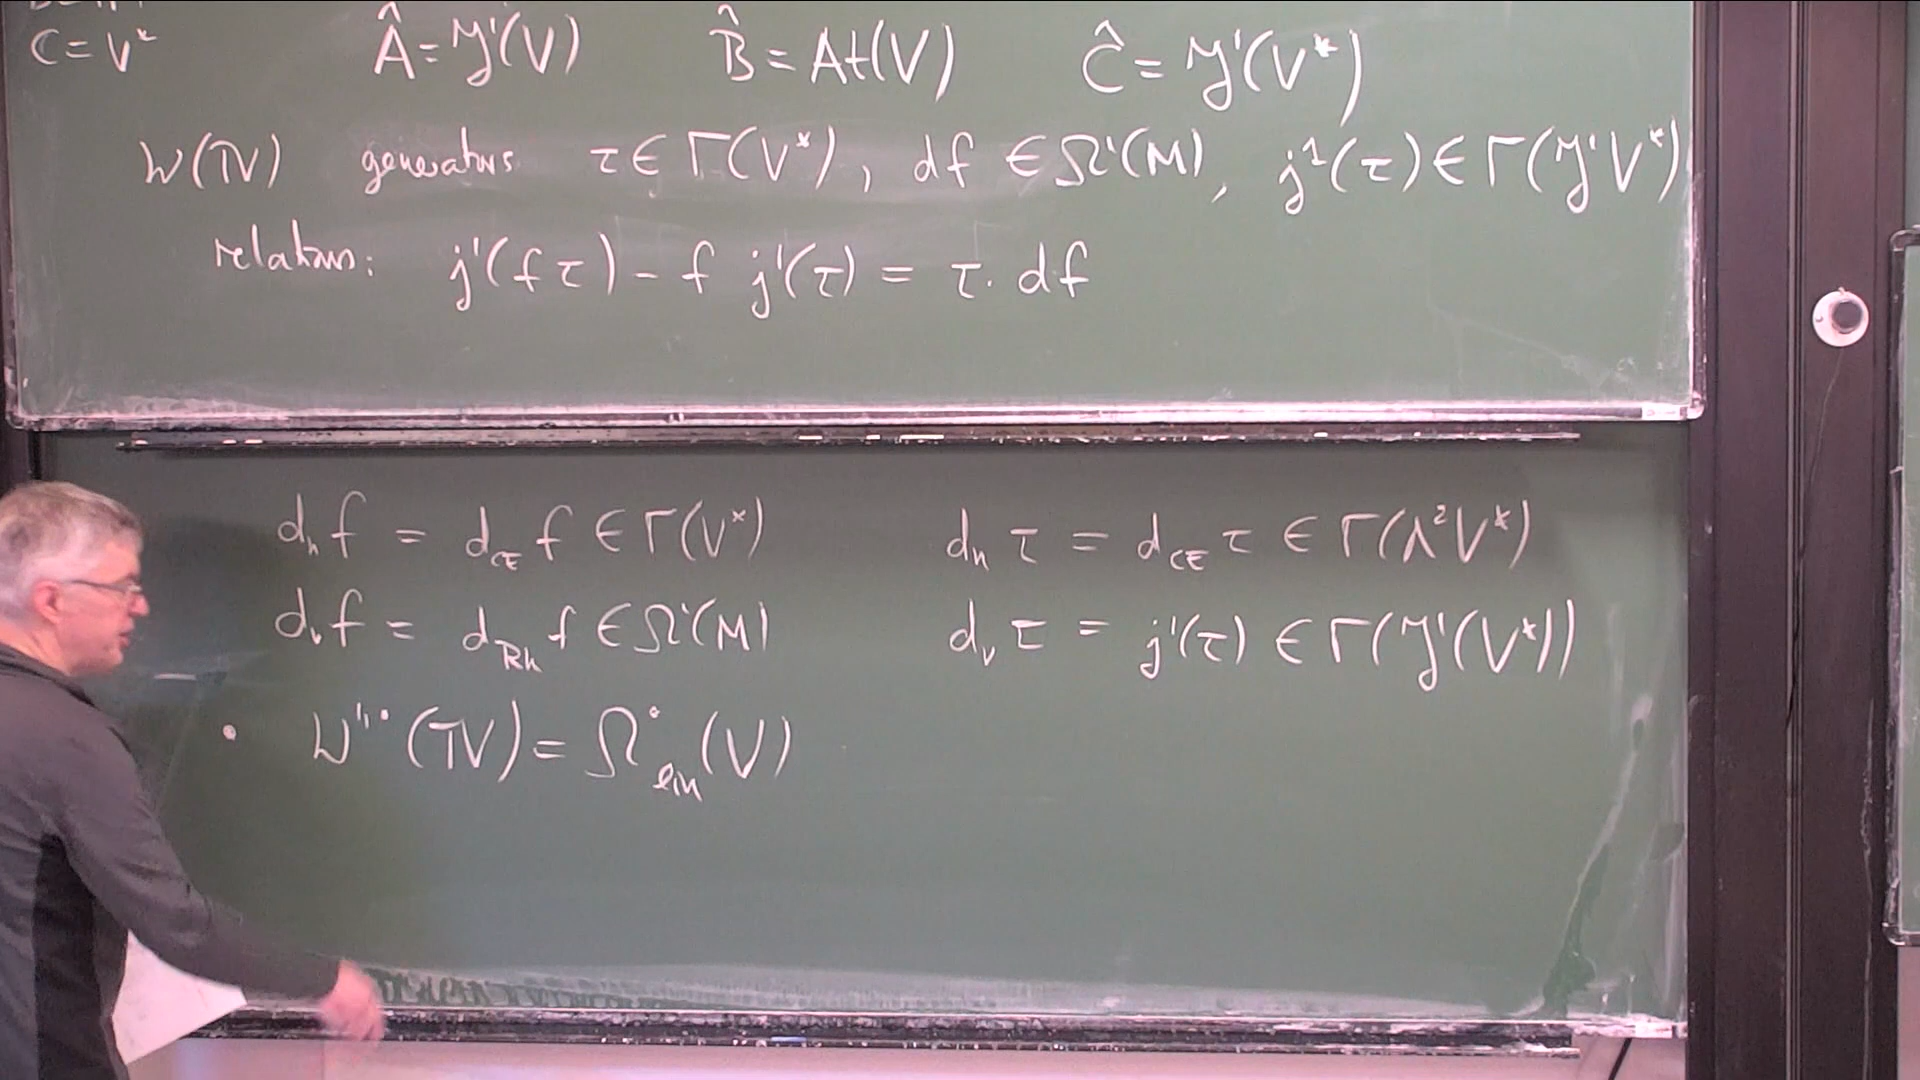 C = V*    Â = J¹(V)    B̂ = At(V)    Ĉ = J¹(V*)
W(TV) generators τ ∈ Γ(V*), df ∈ Ω¹(M), j¹(τ) ∈ Γ(J¹V*)
relations: j¹(fτ) - f j¹(τ) = τ · df
d_h f = d_CE f ∈ Γ(V*)    d_h τ = d_CE τ ∈ Γ(Λ²V*)
d_v f = d_Rh f ∈ Ω¹(M)    d_v τ = j¹(τ) ∈ Γ(J¹(V*))
• W^{1,•}(TV) = Ω^•_lin(V)